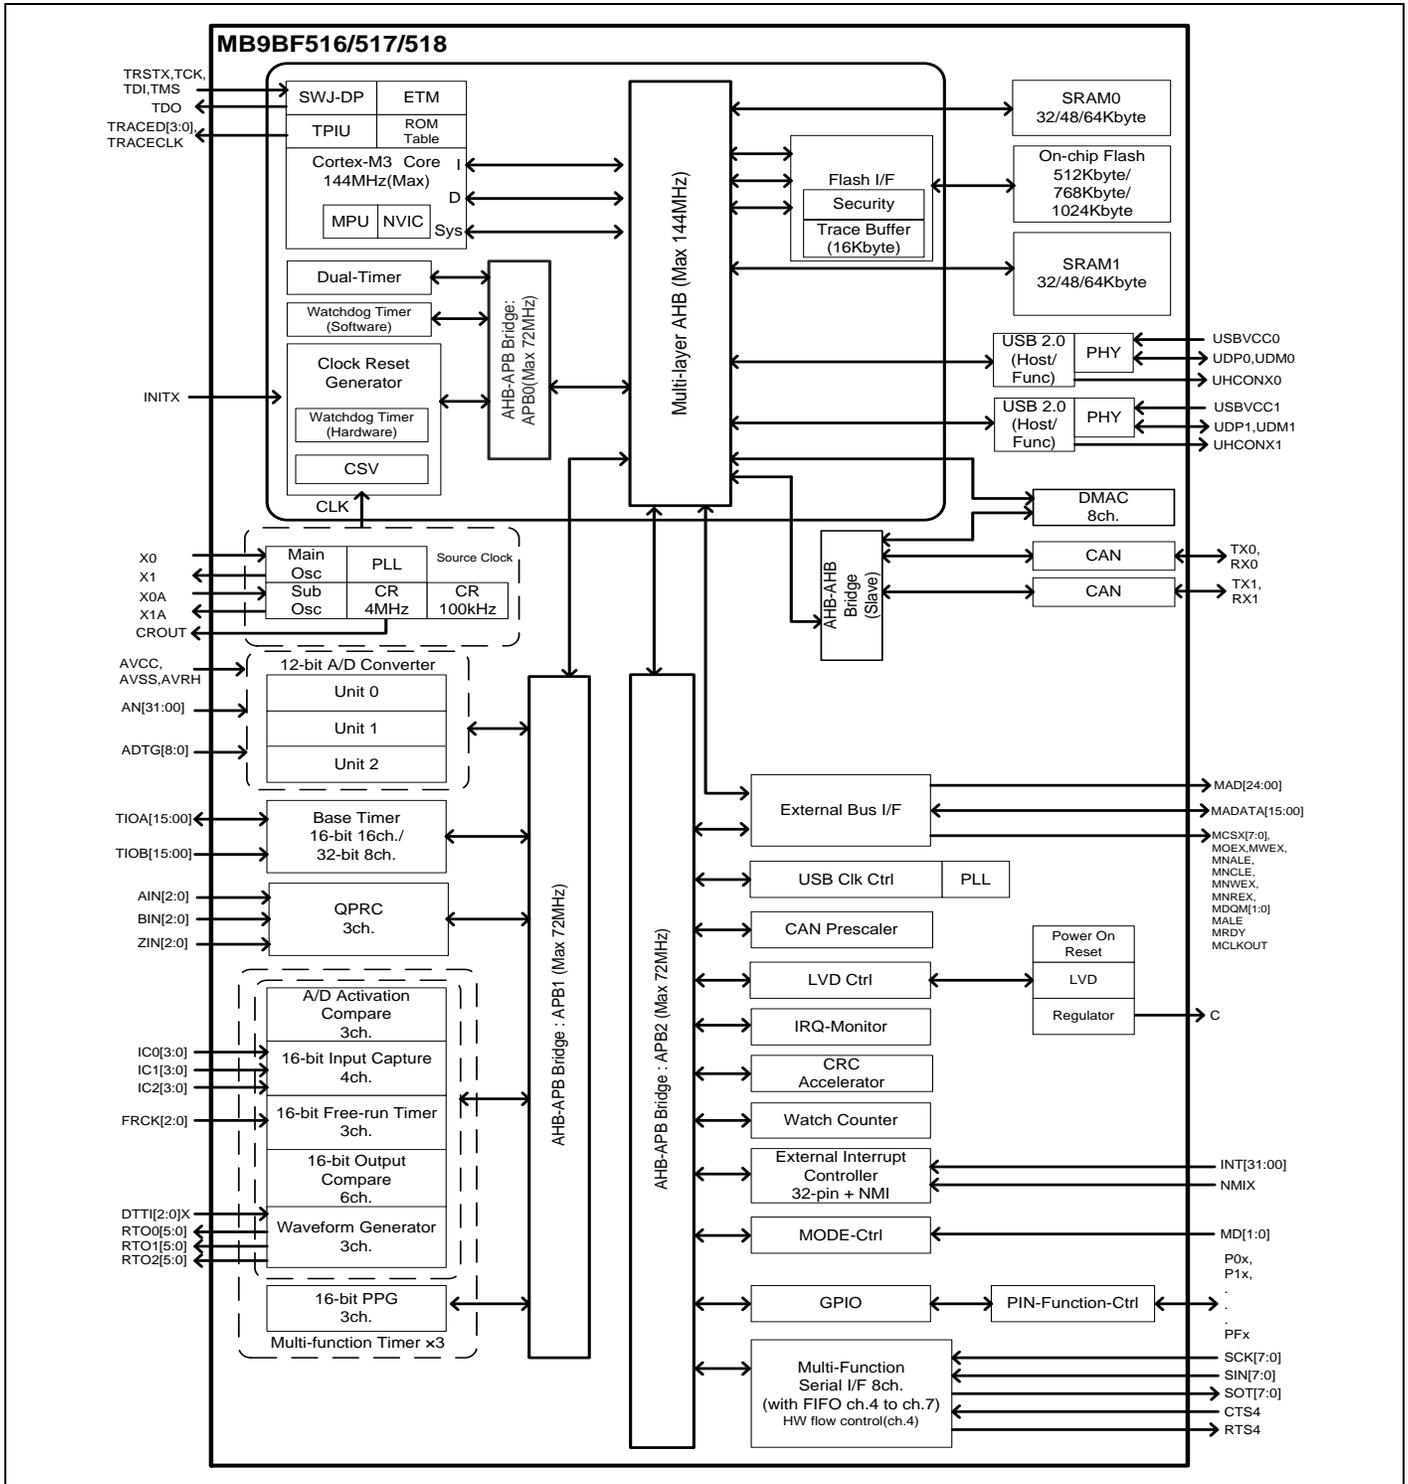 MB9BF516/517/518
TRSTX,TCK,
TDI,TMS
TDO
TRACED[3:0],
TRACECLK
SWJ-DP
ETM
TPIU
ROM
Table
Cortex-M3 Core
144MHz(Max)
I
D
Sys
MPU
NVIC
Dual-Timer
Watchdog Timer
(Software)
Clock Reset
Generator
Watchdog Timer
(Hardware)
CSV
CLK
INITX
AHB-APB Bridge:
APB0(Max 72MHz)
Multi-layer AHB (Max 144MHz)
Flash I/F
Security
Trace Buffer
(16Kbyte)
SRAM0
32/48/64Kbyte
On-chip Flash
512Kbyte/
768Kbyte/
1024Kbyte
SRAM1
32/48/64Kbyte
USB 2.0
(Host/
Func)
PHY
USBVCC0
UDP0,UDM0
UHCONX0
USB 2.0
(Host/
Func)
PHY
USBVCC1
UDP1,UDM1
UHCONX1
DMAC
8ch.
AHB-AHB
Bridge
(Slave)
CAN
TX0,
RX0
CAN
TX1,
RX1
X0
X1
X0A
X1A
CROUT
Main
Osc
PLL
Source Clock
Sub
Osc
CR
4MHz
CR
100kHz
AVCC,
AVSS,AVRH
AN[31:00]
ADTG[8:0]
12-bit A/D Converter
Unit 0
Unit 1
Unit 2
TIOA[15:00]
TIOB[15:00]
Base Timer
16-bit 16ch./
32-bit 8ch.
AIN[2:0]
BIN[2:0]
ZIN[2:0]
QPRC
3ch.
A/D Activation
Compare
3ch.
IC0[3:0]
IC1[3:0]
IC2[3:0]
16-bit Input Capture
4ch.
FRCK[2:0]
16-bit Free-run Timer
3ch.
16-bit Output
Compare
6ch.
DTTI[2:0]X
RTO0[5:0]
RTO1[5:0]
RTO2[5:0]
Waveform Generator
3ch.
16-bit PPG
3ch.
Multi-function Timer ×3
AHB-APB Bridge : APB1 (Max 72MHz)
AHB-APB Bridge : APB2 (Max 72MHz)
External Bus I/F
MAD[24:00]
MADATA[15:00]
MCSX[7:0],
MOEX,MWEX,
MNALE,
MNCLE,
MNWEX,
MNREX,
MDQM[1:0]
MALE
MRDY
MCLKOUT
USB Clk Ctrl
PLL
CAN Prescaler
LVD Ctrl
Power On
Reset
LVD
Regulator
C
IRQ-Monitor
CRC
Accelerator
Watch Counter
External Interrupt
Controller
32-pin + NMI
INT[31:00]
NMIX
MODE-Ctrl
MD[1:0]
GPIO
PIN-Function-Ctrl
P0x,
P1x,
.
.
.
PFx
Multi-Function
Serial I/F 8ch.
(with FIFO ch.4 to ch.7)
HW flow control(ch.4)
SCK[7:0]
SIN[7:0]
SOT[7:0]
CTS4
RTS4